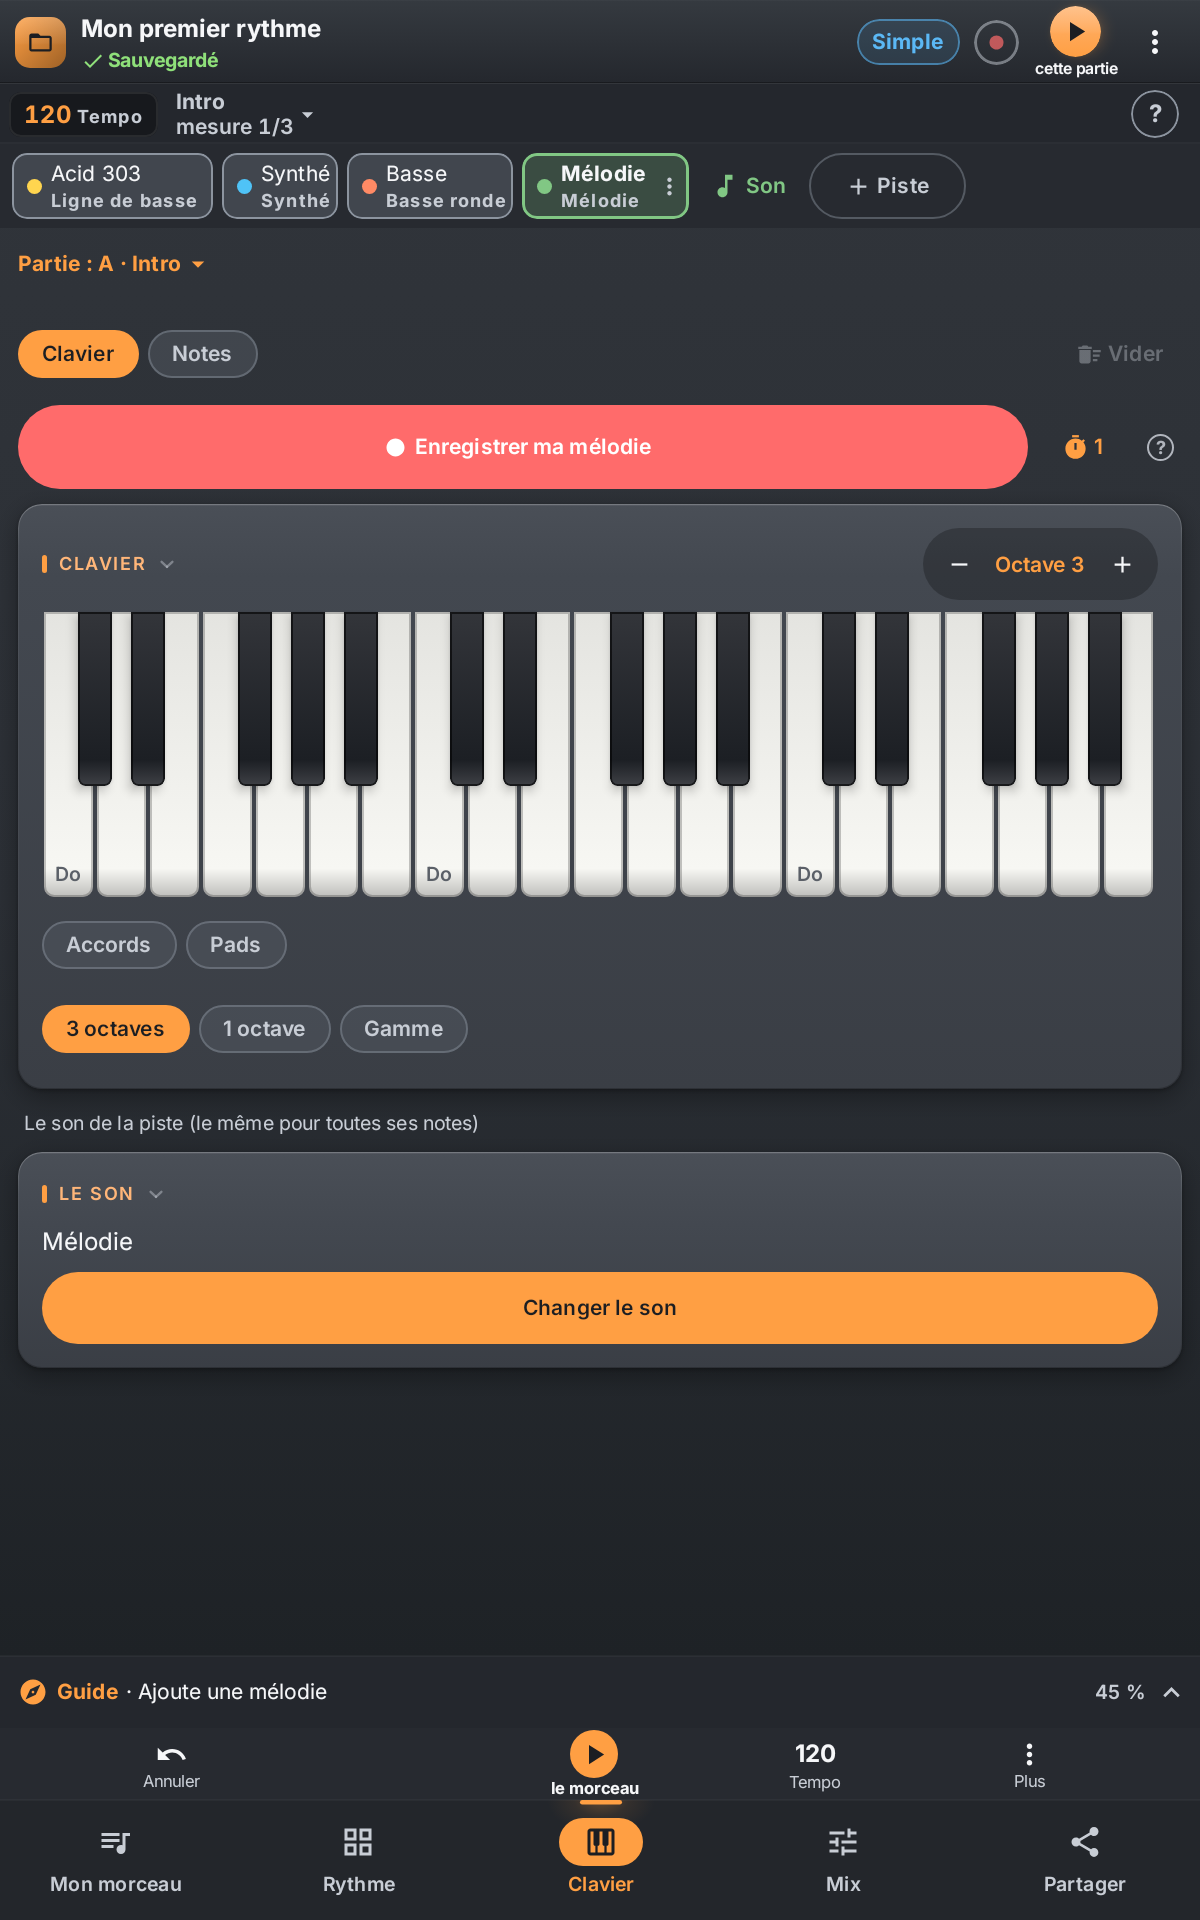 Mon premier rythme
Sauvegardé
Simple
cette partie
120 Tempo
Intro
mesure 1/3
?
Acid 303
Ligne de basse
Synthé
Synthé
Basse
Basse ronde
Mélodie
Mélodie
Son
+ Piste
Partie : A · Intro
Clavier
Notes
Vider
Enregistrer ma mélodie
1
?
CLAVIER
− Octave 3 +
Do
Do
Do
Accords
Pads
3 octaves
1 octave
Gamme
Le son de la piste (le même pour toutes ses notes)
LE SON
Mélodie
Changer le son
Guide · Ajoute une mélodie
45 %
Annuler
le morceau
120
Tempo
Plus
Mon morceau
Rythme
Clavier
Mix
Partager